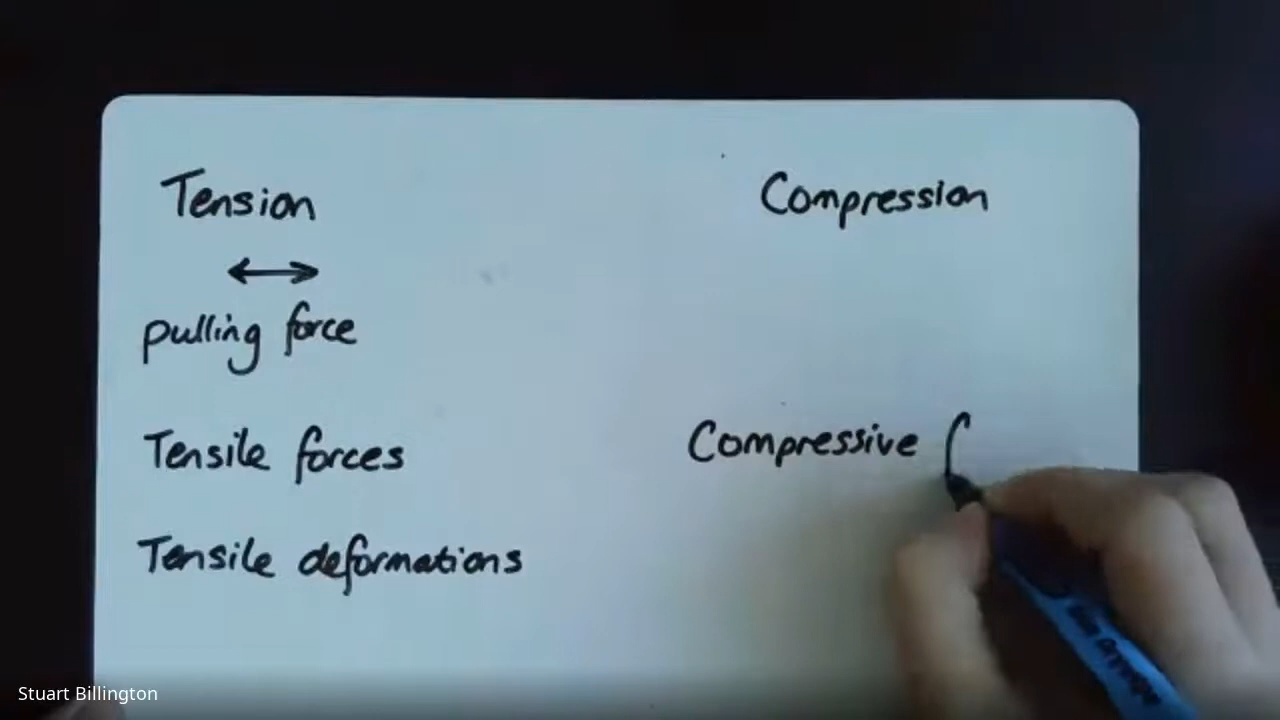 Tension
Compression
pulling force
Tensile forces
Compressive f
Tensile deformations
Stuart Billington